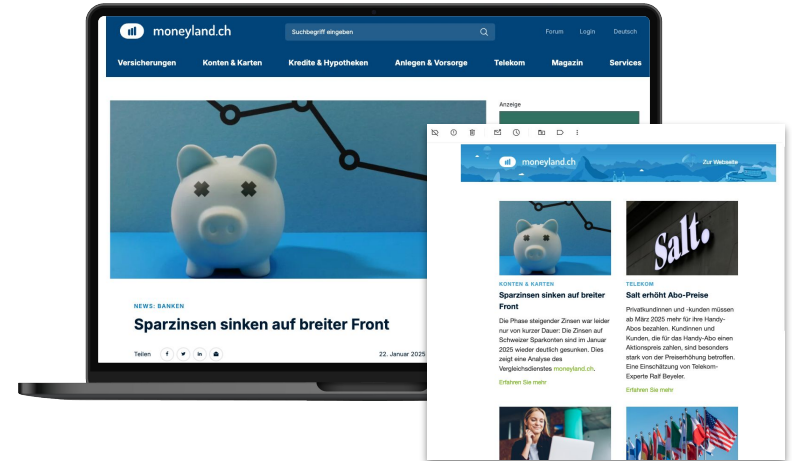 moneyland.ch
Suchbegriff eingeben
Forum
Login
Deutsch
Versicherungen
Konten & Karten
Kredite & Hypotheken
Anlegen & Vorsorge
Telekom
Magazin
Services
Anzeige
NEWS: BANKEN
Sparzinsen sinken auf breiter Front
Teilen
22. Januar 2025
moneyland.ch
Zur Webseite
KONTEN & KARTEN
Sparzinsen sinken auf breiter
Front
Die Phase steigender Zinsen war leider
nur von kurzer Dauer: Die Zinsen auf
Schweizer Sparkonten sind im Januar
2025 wieder deutlich gesunken. Dies
zeigt eine Analyse des
Vergleichsdienstes moneyland.ch.
Erfahren Sie mehr
Salt.
TELEKOM
Salt erhöht Abo-Preise
Privatkundinnen und -kunden müssen
ab März 2025 mehr für ihre Handy-
Abos bezahlen. Kundinnen und
Kunden, die für das Handy-Abo einen
Aktionspreis zahlen, sind besonders
stark von der Preiserhöhung betroffen.
Eine Einschätzung von Telekom-
Experte Ralf Beyeler.
Erfahren Sie mehr